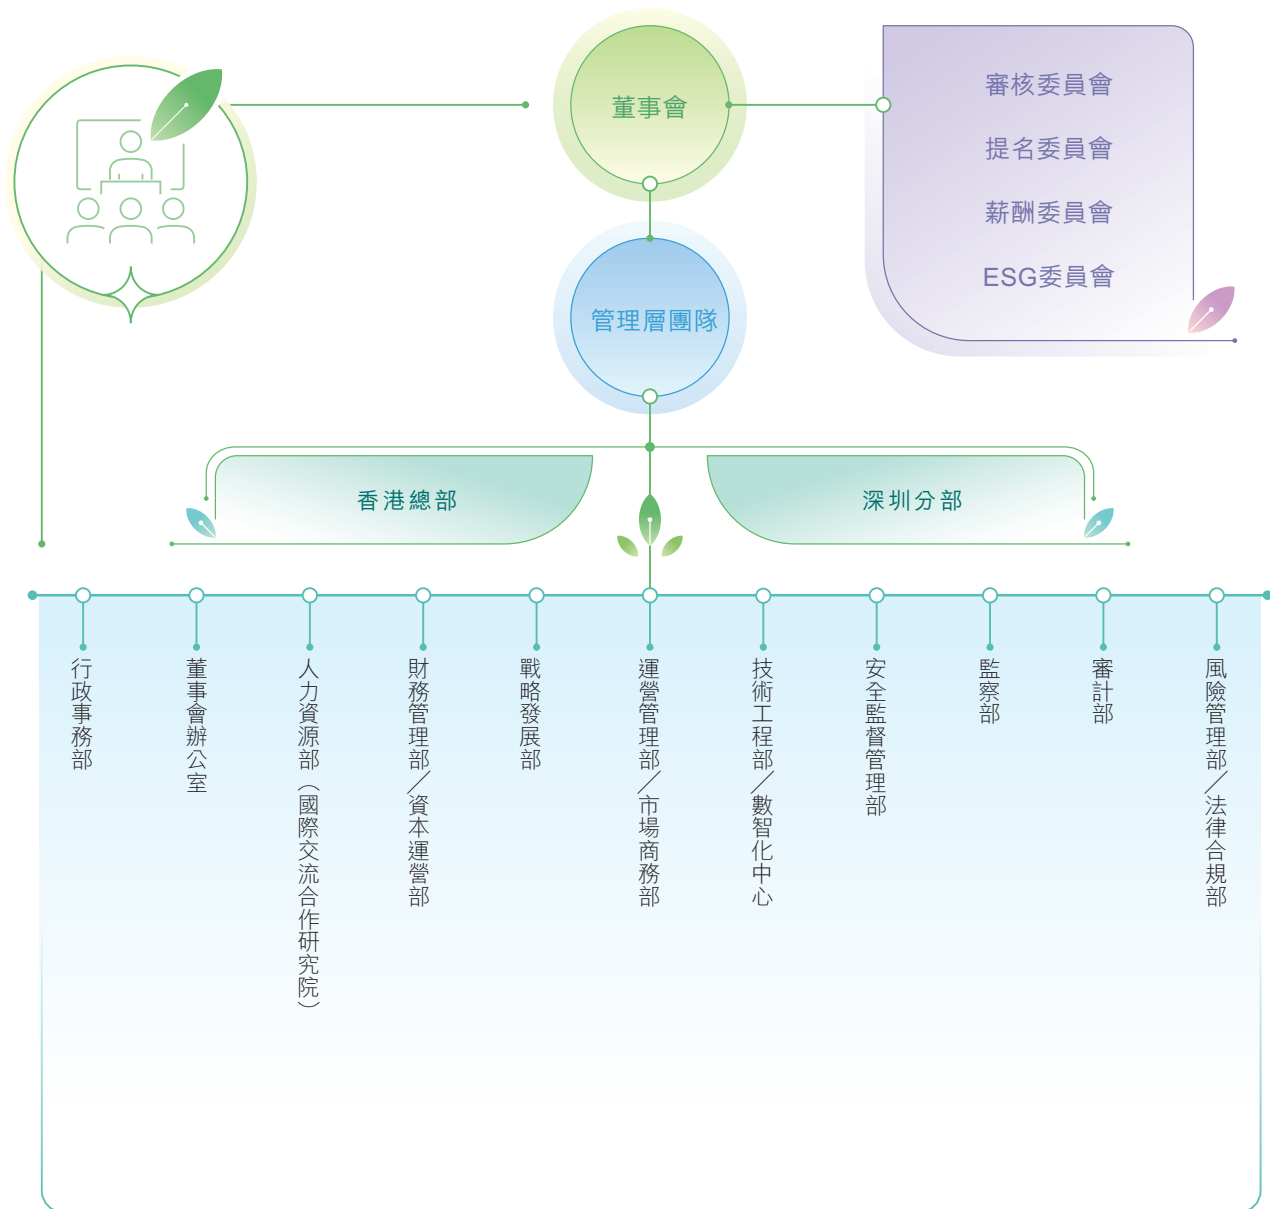 董事會
審核委員會
提名委員會
薪酬委員會
ESG委員會
管理層團隊
香港總部
深圳分部
行政事務部
董事會辦公室
人力資源部（國際交流合作研究院）
財務管理部／資本運營部
戰略發展部
運營管理部／市場商務部
技術工程部／數智化中心
安全監督管理部
監察部
審計部
風險管理部／法律合規部